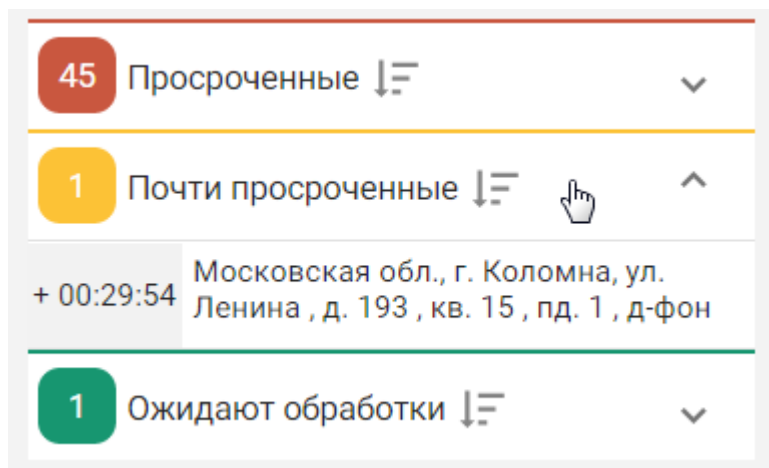 45 Просроченные
1 Почти просроченные
+ 00:29:54 Московская обл., г. Коломна, ул.
Ленина , д. 193 , кв. 15 , пд. 1 , д-фон
1 Ожидают обработки